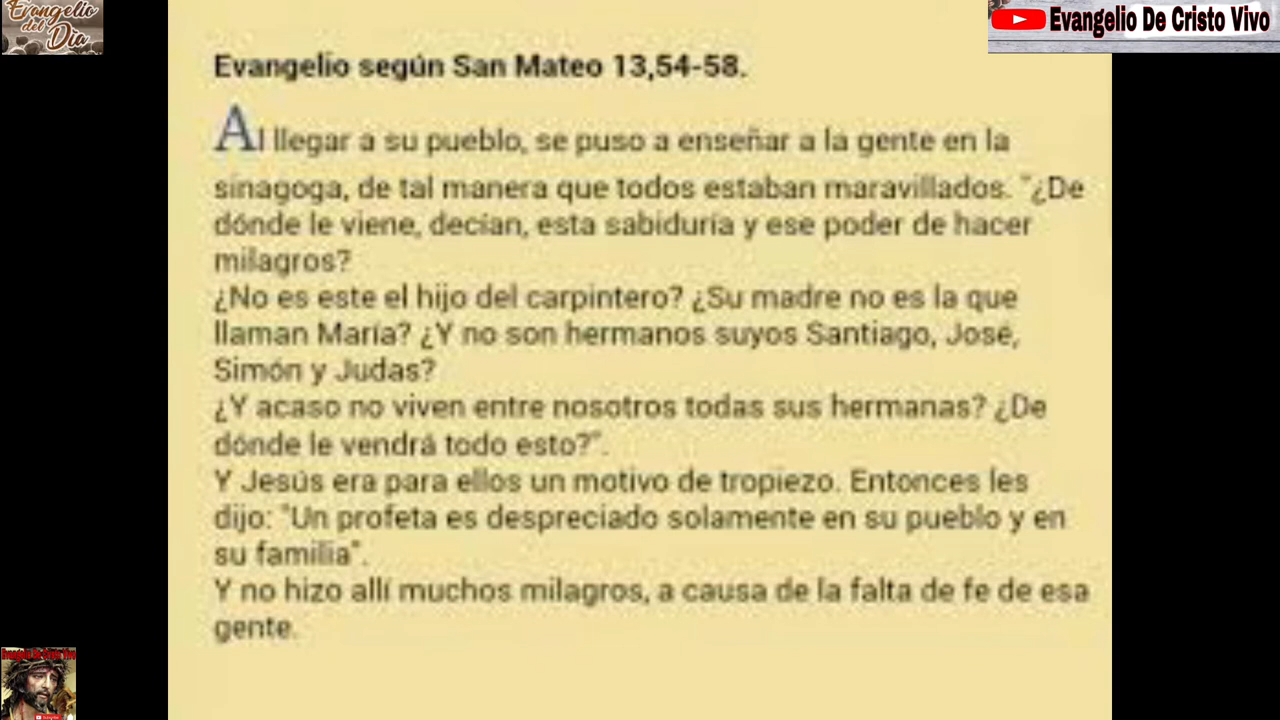 Evangelio
del
Día
Evangelio De Cristo Vivo
Evangelio según San Mateo 13,54-58.
Al llegar a su pueblo, se puso a enseñar a la gente en la
sinagoga, de tal manera que todos estaban maravillados. "¿De
dónde le viene, decían, esta sabiduría y ese poder de hacer
milagros?
¿No es este el hijo del carpintero? ¿Su madre no es la que
llaman María? ¿Y no son hermanos suyos Santiago, José,
Simón y Judas?
¿Y acaso no viven entre nosotros todas sus hermanas? ¿De
dónde le vendrá todo esto?".
Y Jesús era para ellos un motivo de tropiezo. Entonces les
dijo: "Un profeta es despreciado solamente en su pueblo y en
su familia".
Y no hizo allí muchos milagros, a causa de la falta de fe de esa
gente.
Evangelio De Cristo Vivo